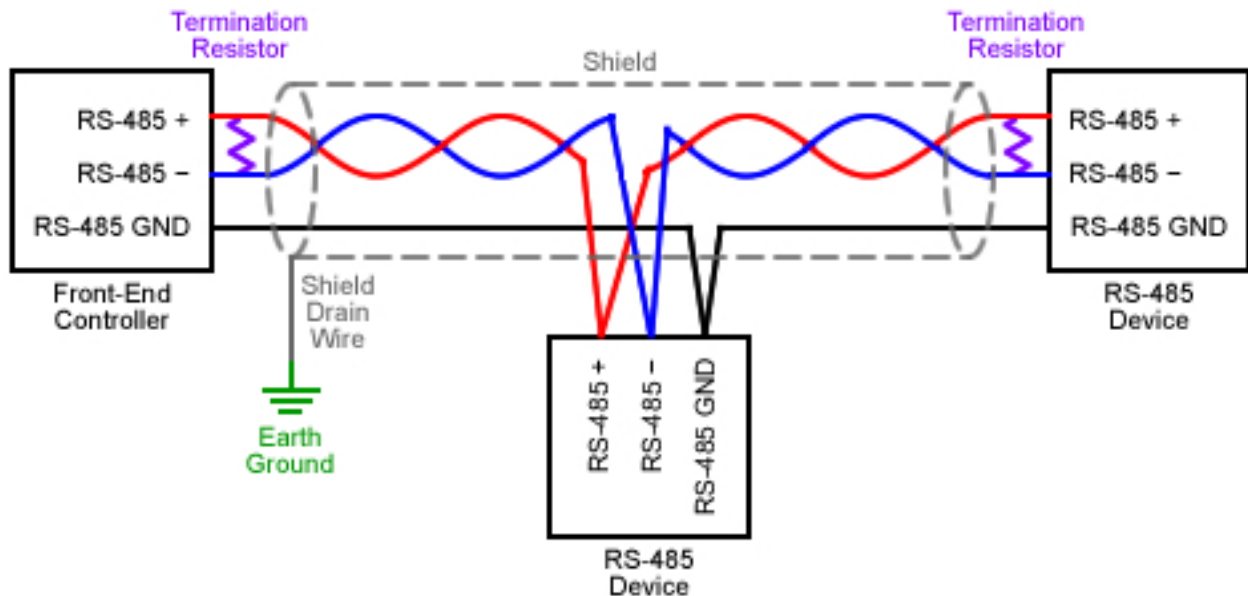 Termination
Resistor
Termination
Resistor
Shield
RS-485 +
RS-485 −
RS-485 GND
RS-485 +
RS-485 −
RS-485 GND
Front-End
Controller
Shield
Drain
Wire
RS-485
Device
RS-485 +
RS-485 −
RS-485 GND
Earth
Ground
RS-485
Device